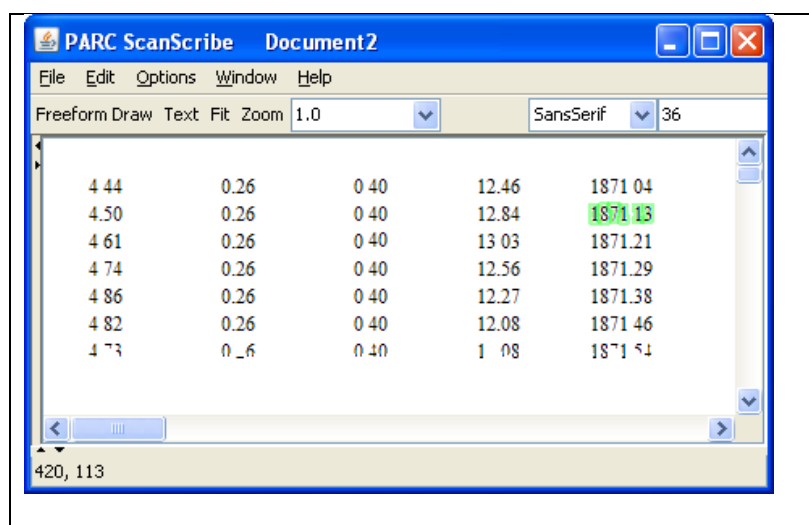 PARC ScanScribe Document2
File Edit Options Window Help
Freeform Draw Text Fit Zoom 1.0 SansSerif 36
4 44 0.26 0 40 12.46 1871 04
4.50 0.26 0 40 12.84 1871 13
4 61 0.26 0 40 13 03 1871.21
4 74 0.26 0 40 12.56 1871.29
4 86 0.26 0 40 12.27 1871.38
4 82 0.26 0 40 12.08 1871 46
0 40
420, 113